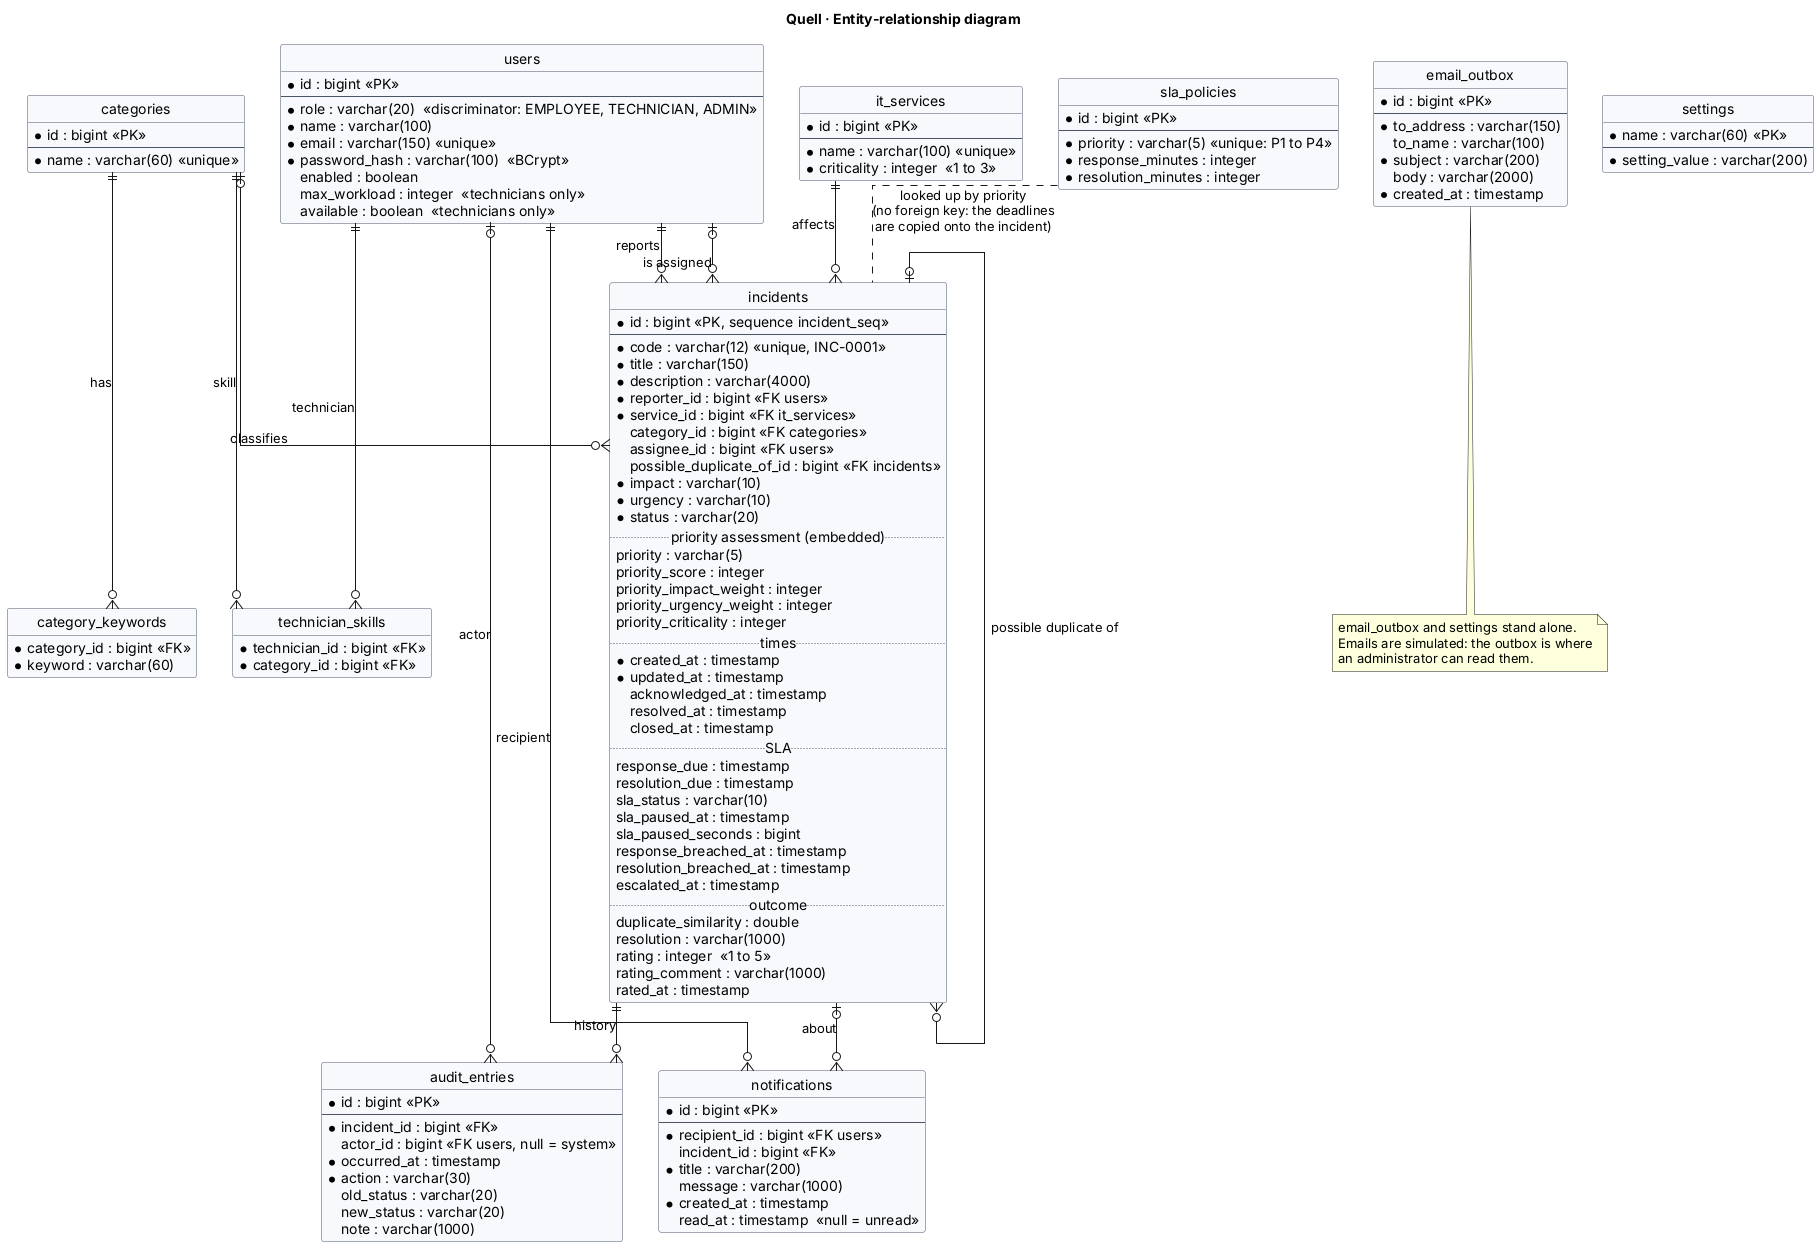 Quell · Entity-relationship diagram
categories
* id : bigint «PK»
* name : varchar(60) «unique»
users
* id : bigint «PK»
* role : varchar(20) «discriminator: EMPLOYEE, TECHNICIAN, ADMIN»
* name : varchar(100)
* email : varchar(150) «unique»
* password_hash : varchar(100) «BCrypt»
enabled : boolean
max_workload : integer «technicians only»
available : boolean «technicians only»
it_services
* id : bigint «PK»
* name : varchar(100) «unique»
* criticality : integer «1 to 3»
sla_policies
* id : bigint «PK»
* priority : varchar(5) «unique: P1 to P4»
* response_minutes : integer
* resolution_minutes : integer
email_outbox
* id : bigint «PK»
* to_address : varchar(150)
to_name : varchar(100)
* subject : varchar(200)
body : varchar(2000)
* created_at : timestamp
settings
* name : varchar(60) «PK»
* setting_value : varchar(200)
reports
is assigned
affects
looked up by priority
(no foreign key: the deadlines
are copied onto the incident)
has
skill
classifies
technician
actor
recipient
incidents
* id : bigint «PK, sequence incident_seq»
* code : varchar(12) «unique, INC-0001»
* title : varchar(150)
* description : varchar(4000)
* reporter_id : bigint «FK users»
* service_id : bigint «FK it_services»
category_id : bigint «FK categories»
assignee_id : bigint «FK users»
possible_duplicate_of_id : bigint «FK incidents»
* impact : varchar(10)
* urgency : varchar(10)
* status : varchar(20)
priority assessment (embedded)
priority : varchar(5)
priority_score : integer
priority_impact_weight : integer
priority_urgency_weight : integer
priority_criticality : integer
times
* created_at : timestamp
* updated_at : timestamp
acknowledged_at : timestamp
resolved_at : timestamp
closed_at : timestamp
SLA
response_due : timestamp
resolution_due : timestamp
sla_status : varchar(10)
sla_paused_at : timestamp
sla_paused_seconds : bigint
response_breached_at : timestamp
resolution_breached_at : timestamp
escalated_at : timestamp
outcome
duplicate_similarity : double
resolution : varchar(1000)
rating : integer «1 to 5»
rating_comment : varchar(1000)
rated_at : timestamp
possible duplicate of
category_keywords
* category_id : bigint «FK»
* keyword : varchar(60)
technician_skills
* technician_id : bigint «FK»
* category_id : bigint «FK»
email_outbox and settings stand alone.
Emails are simulated: the outbox is where
an administrator can read them.
history
about
audit_entries
* id : bigint «PK»
* incident_id : bigint «FK»
actor_id : bigint «FK users, null = system»
* occurred_at : timestamp
* action : varchar(30)
old_status : varchar(20)
new_status : varchar(20)
note : varchar(1000)
notifications
* id : bigint «PK»
* recipient_id : bigint «FK users»
incident_id : bigint «FK»
* title : varchar(200)
message : varchar(1000)
* created_at : timestamp
read_at : timestamp «null = unread»